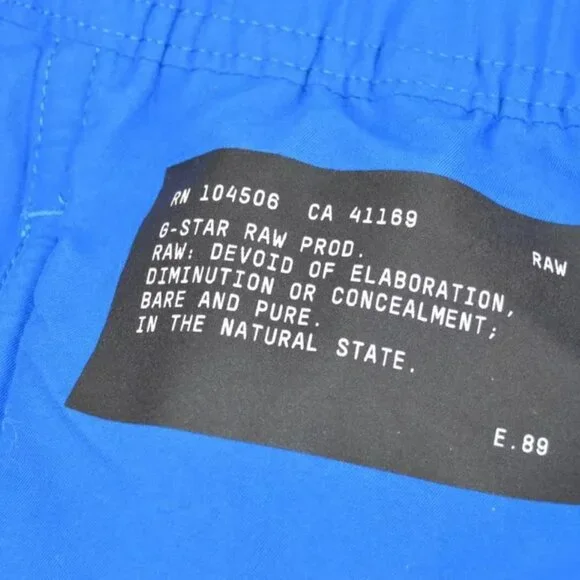 RN 104506 CA 41169
G-STAR RAW PROD.
RAW
RAW: DEVOID OF ELABORATION,
DIMINUTION OR CONCEALMENT;
BARE AND PURE.
IN THE NATURAL STATE.
E.89